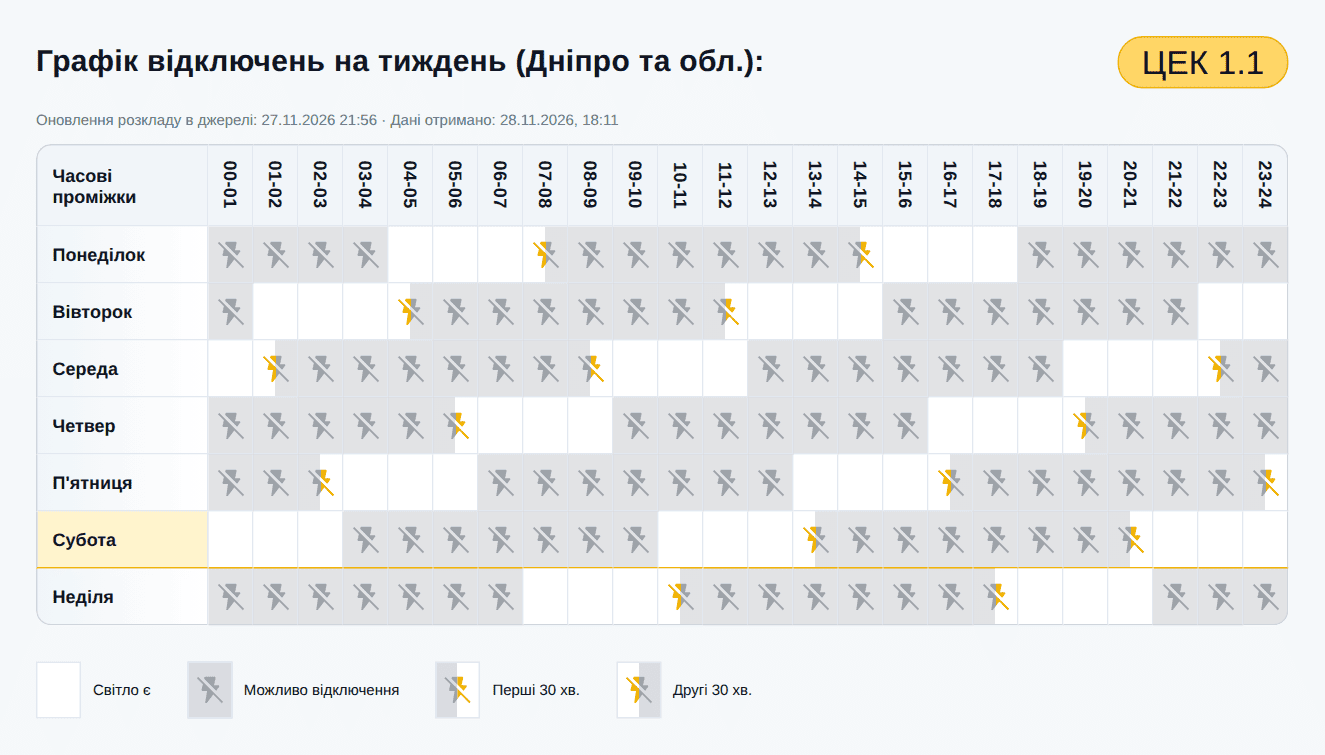 Графік відключень на тиждень (Дніпро та обл.):
ЦЕК 1.1
Оновлення розкладу в джерелі: 27.11.2026 21:56 · Дані отримано: 28.11.2026, 18:11
Часові
проміжки
00-01
01-02
02-03
03-04
04-05
05-06
06-07
07-08
08-09
09-10
10-11
11-12
12-13
13-14
14-15
15-16
16-17
17-18
18-19
19-20
20-21
21-22
22-23
23-24
Понеділок
Вівторок
Середа
Четвер
П'ятниця
Субота
Неділя
Світло є
Можливо відключення
Перші 30 хв.
Другі 30 хв.